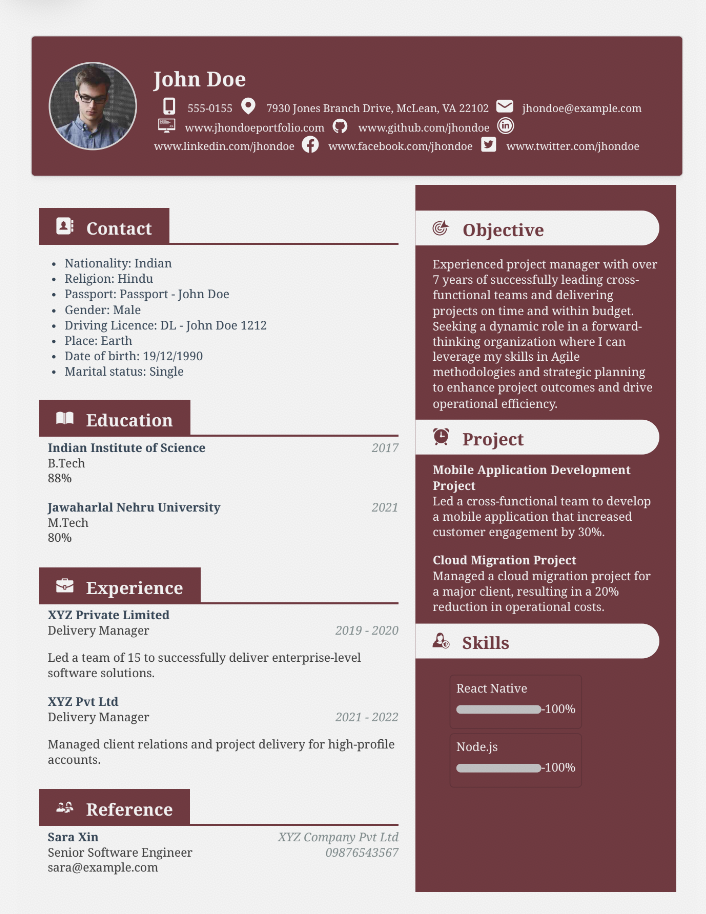 John Doe
555-0155 7930 Jones Branch Drive, McLean, VA 22102 jhondoe@example.com
www.jhondoeportfolio.com www.github.com/jhondoe
www.linkedin.com/jhondoe www.facebook.com/jhondoe www.twitter.com/jhondoe
Contact
• Nationality: Indian
• Religion: Hindu
• Passport: Passport - John Doe
• Gender: Male
• Driving Licence: DL - John Doe 1212
• Place: Earth
• Date of birth: 19/12/1990
• Marital status: Single
Education
Indian Institute of Science 2017
B.Tech
88%
Jawaharlal Nehru University 2021
M.Tech
80%
Experience
XYZ Private Limited
Delivery Manager 2019 - 2020
Led a team of 15 to successfully deliver enterprise-level
software solutions.
XYZ Pvt Ltd
Delivery Manager 2021 - 2022
Managed client relations and project delivery for high-profile
accounts.
Reference
Sara Xin XYZ Company Pvt Ltd
Senior Software Engineer 09876543567
sara@example.com
Objective
Experienced project manager with over
7 years of successfully leading cross-
functional teams and delivering
projects on time and within budget.
Seeking a dynamic role in a forward-
thinking organization where I can
leverage my skills in Agile
methodologies and strategic planning
to enhance project outcomes and drive
operational efficiency.
Project
Mobile Application Development
Project
Led a cross-functional team to develop
a mobile application that increased
customer engagement by 30%.
Cloud Migration Project
Managed a cloud migration project for
a major client, resulting in a 20%
reduction in operational costs.
Skills
React Native
-100%
Node.js
-100%